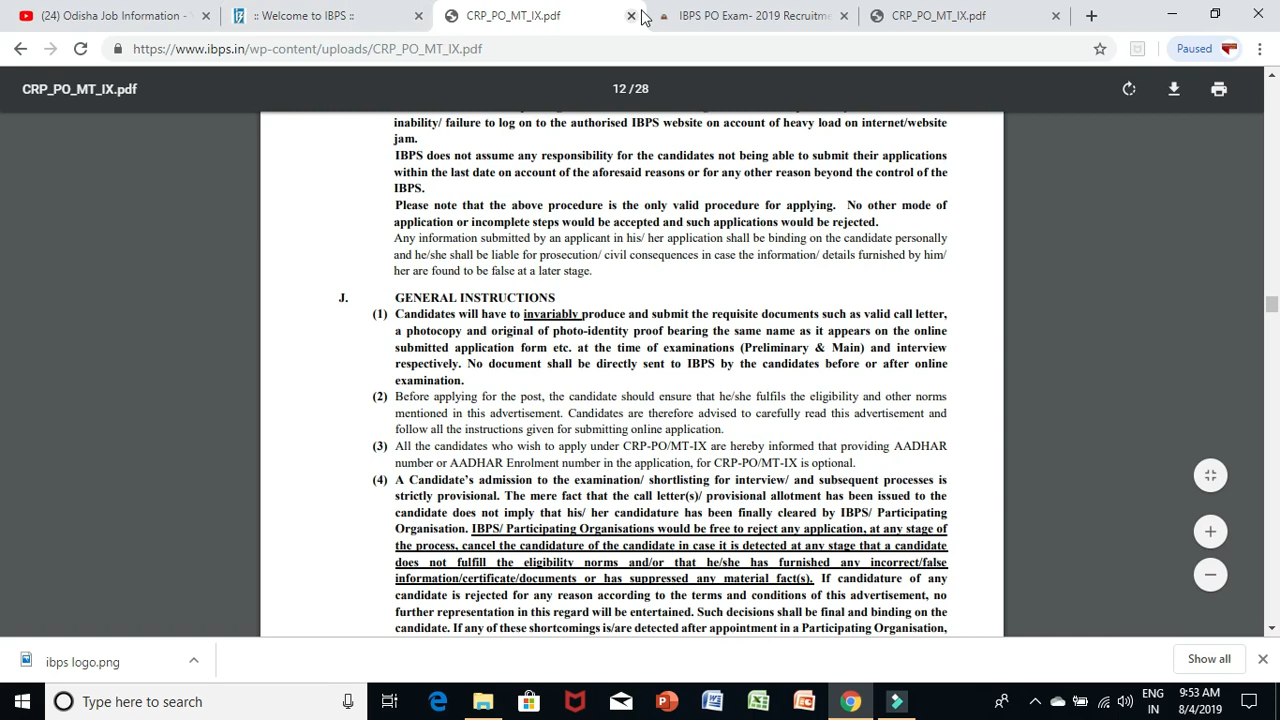 (24) Odisha Job Information -
:: Welcome to IBPS ::
CRP_PO_MT_IX.pdf
IBPS PO Exam- 2019 Recruitme
CRP_PO_MT_IX.pdf
https://www.ibps.in/wp-content/uploads/CRP_PO_MT_IX.pdf
Paused
CRP_PO_MT_IX.pdf
12 / 28
inability/ failure to log on to the authorised IBPS website on account of heavy load on internet/website
jam.
IBPS does not assume any responsibility for the candidates not being able to submit their applications
within the last date on account of the aforesaid reasons or for any other reason beyond the control of the
IBPS.
Please note that the above procedure is the only valid procedure for applying. No other mode of
application or incomplete steps would be accepted and such applications would be rejected.
Any information submitted by an applicant in his/ her application shall be binding on the candidate personally
and he/she shall be liable for prosecution/ civil consequences in case the information/ details furnished by him/
her are found to be false at a later stage.
J. GENERAL INSTRUCTIONS
(1) Candidates will have to invariably produce and submit the requisite documents such as valid call letter,
a photocopy and original of photo-identity proof bearing the same name as it appears on the online
submitted application form etc. at the time of examinations (Preliminary & Main) and interview
respectively. No document shall be directly sent to IBPS by the candidates before or after online
examination.
(2) Before applying for the post, the candidate should ensure that he/she fulfils the eligibility and other norms
mentioned in this advertisement. Candidates are therefore advised to carefully read this advertisement and
follow all the instructions given for submitting online application.
(3) All the candidates who wish to apply under CRP-PO/MT-IX are hereby informed that providing AADHAR
number or AADHAR Enrolment number in the application, for CRP-PO/MT-IX is optional.
(4) A Candidate's admission to the examination/ shortlisting for interview/ and subsequent processes is
strictly provisional. The mere fact that the call letter(s)/ provisional allotment has been issued to the
candidate does not imply that his/ her candidature has been finally cleared by IBPS/ Participating
Organisation. IBPS/ Participating Organisations would be free to reject any application, at any stage of
the process, cancel the candidature of the candidate in case it is detected at any stage that a candidate
does not fulfill the eligibility norms and/or that he/she has furnished any incorrect/false
information/certificate/documents or has suppressed any material fact(s). If candidature of any
candidate is rejected for any reason according to the terms and conditions of this advertisement, no
further representation in this regard will be entertained. Such decisions shall be final and binding on the
candidate. If any of these shortcomings is/are detected after appointment in a Participating Organisation,
ibps logo.png
Show all
Type here to search
ENG
IN
9:53 AM
8/4/2019